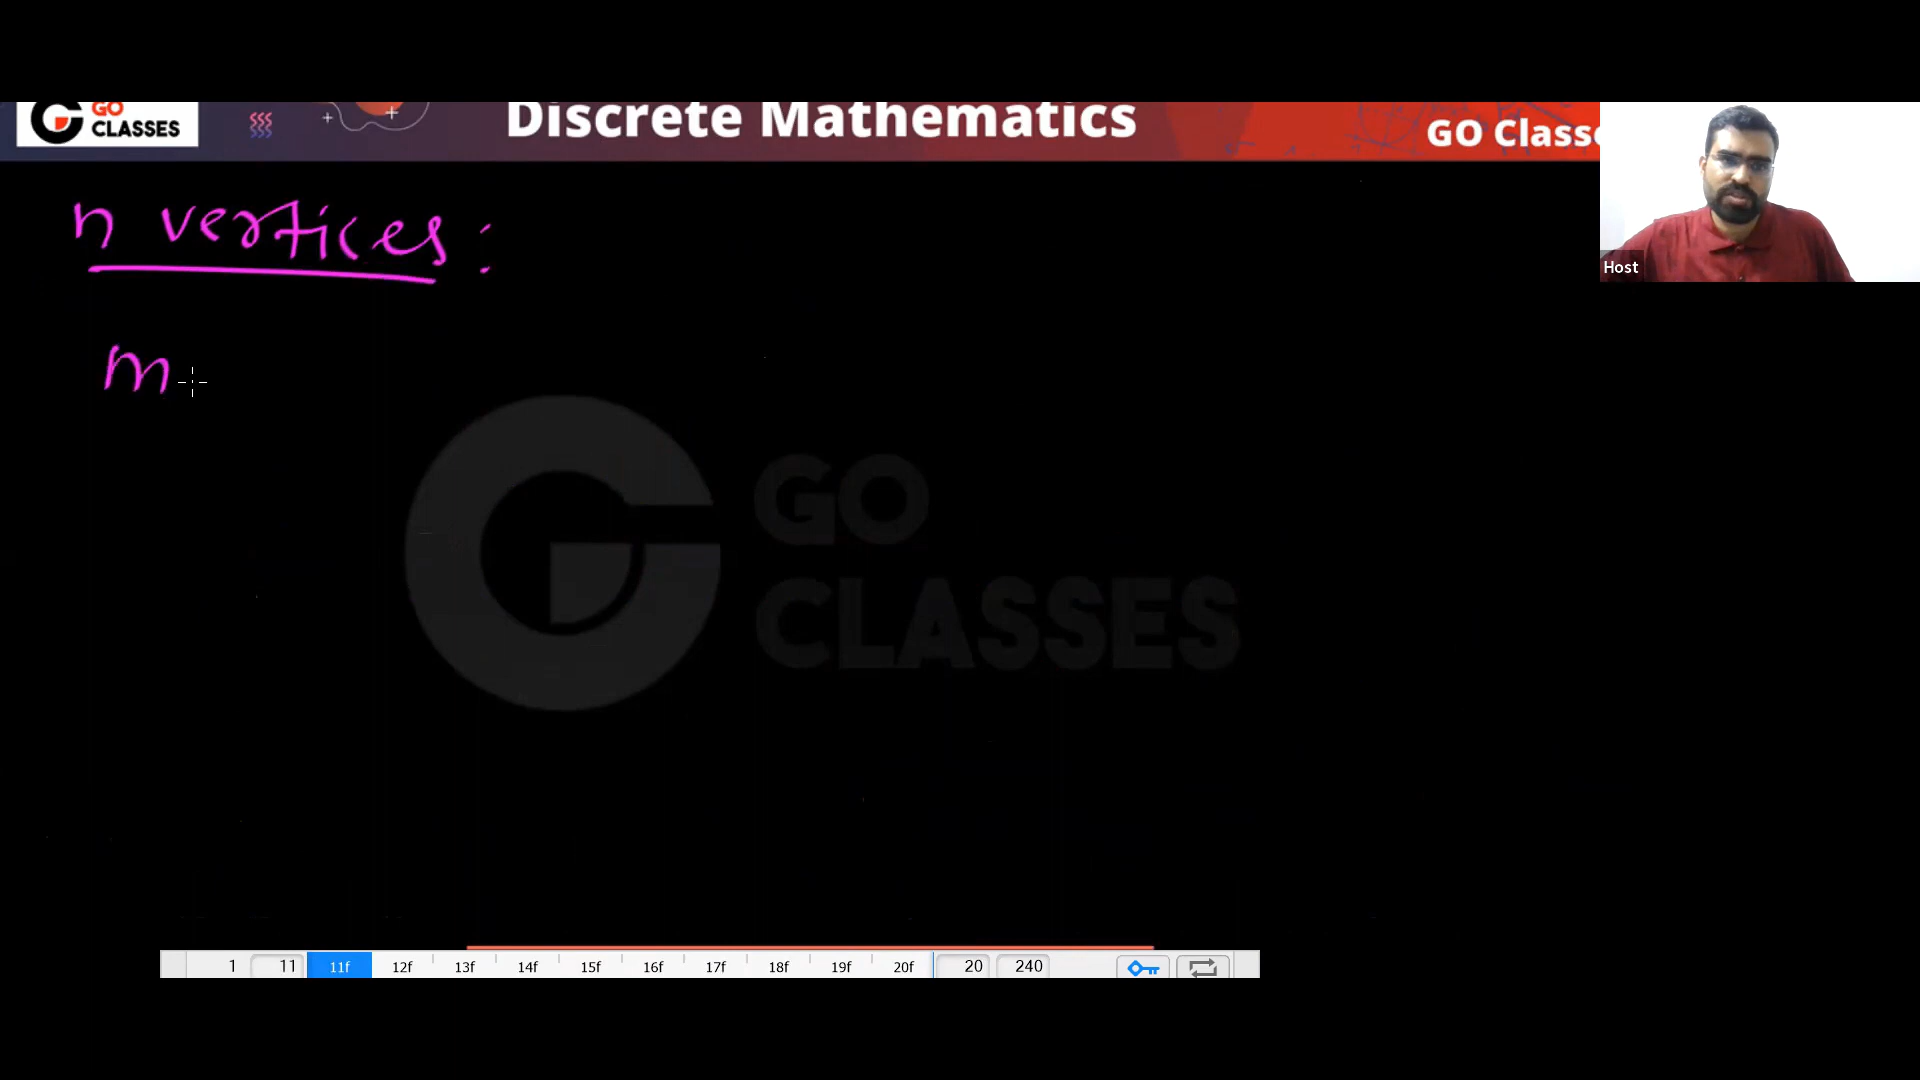 GO
CLASSES
Discrete Mathematics
GO Classe
Host
n vertices:
m
GO
CLASSES
1 11 11f 12f 13f 14f 15f 16f 17f 18f 19f 20f 20 240